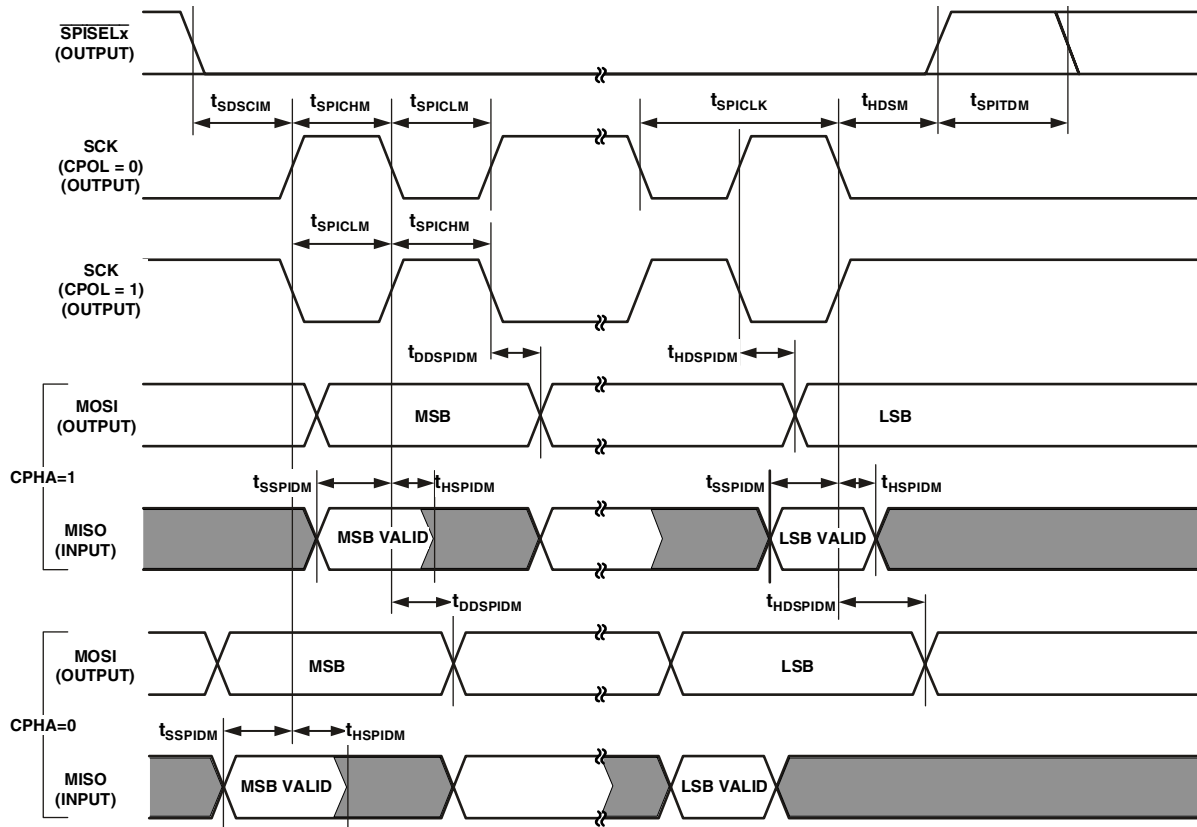 SPISELx
(OUTPUT)
tSDSCIM tSPICHM tSPICLM tSPICLK tHDSM tSPITDM
SCK
(CPOL = 0)
(OUTPUT)
tSPICLM tSPICHM
SCK
(CPOL = 1)
(OUTPUT)
tDDSPIDM tHDSPIDM
MOSI
(OUTPUT)
MSB LSB
CPHA=1
tSSPIDM tHSPIDM tSSPIDM tHSPIDM
MISO
(INPUT)
MSB VALID LSB VALID
tDDSPIDM tHDSPIDM
MOSI
(OUTPUT)
MSB LSB
CPHA=0
tSSPIDM tHSPIDM
MISO
(INPUT)
MSB VALID LSB VALID